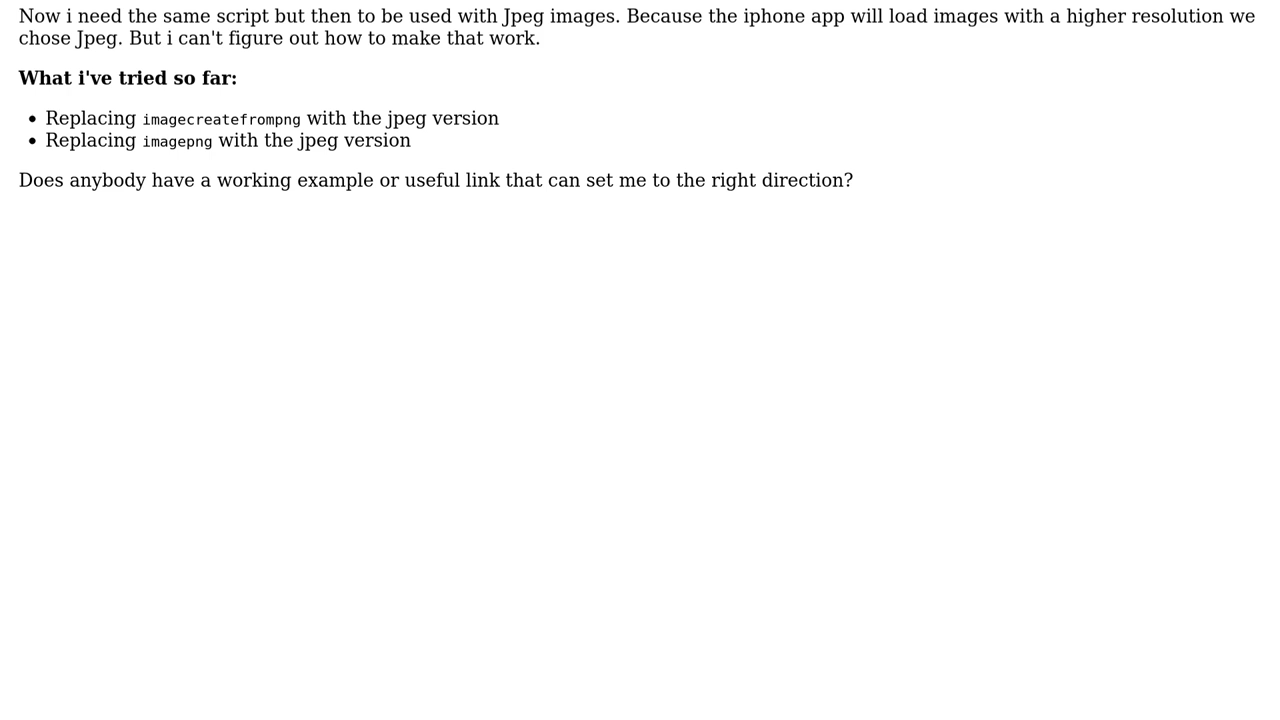 Now i need the same script but then to be used with Jpeg images. Because the iphone app will load images with a higher resolution we
chose Jpeg. But i can't figure out how to make that work.
What i've tried so far:
• Replacing imagecreatefrompng with the jpeg version
• Replacing imagepng with the jpeg version
Does anybody have a working example or useful link that can set me to the right direction?